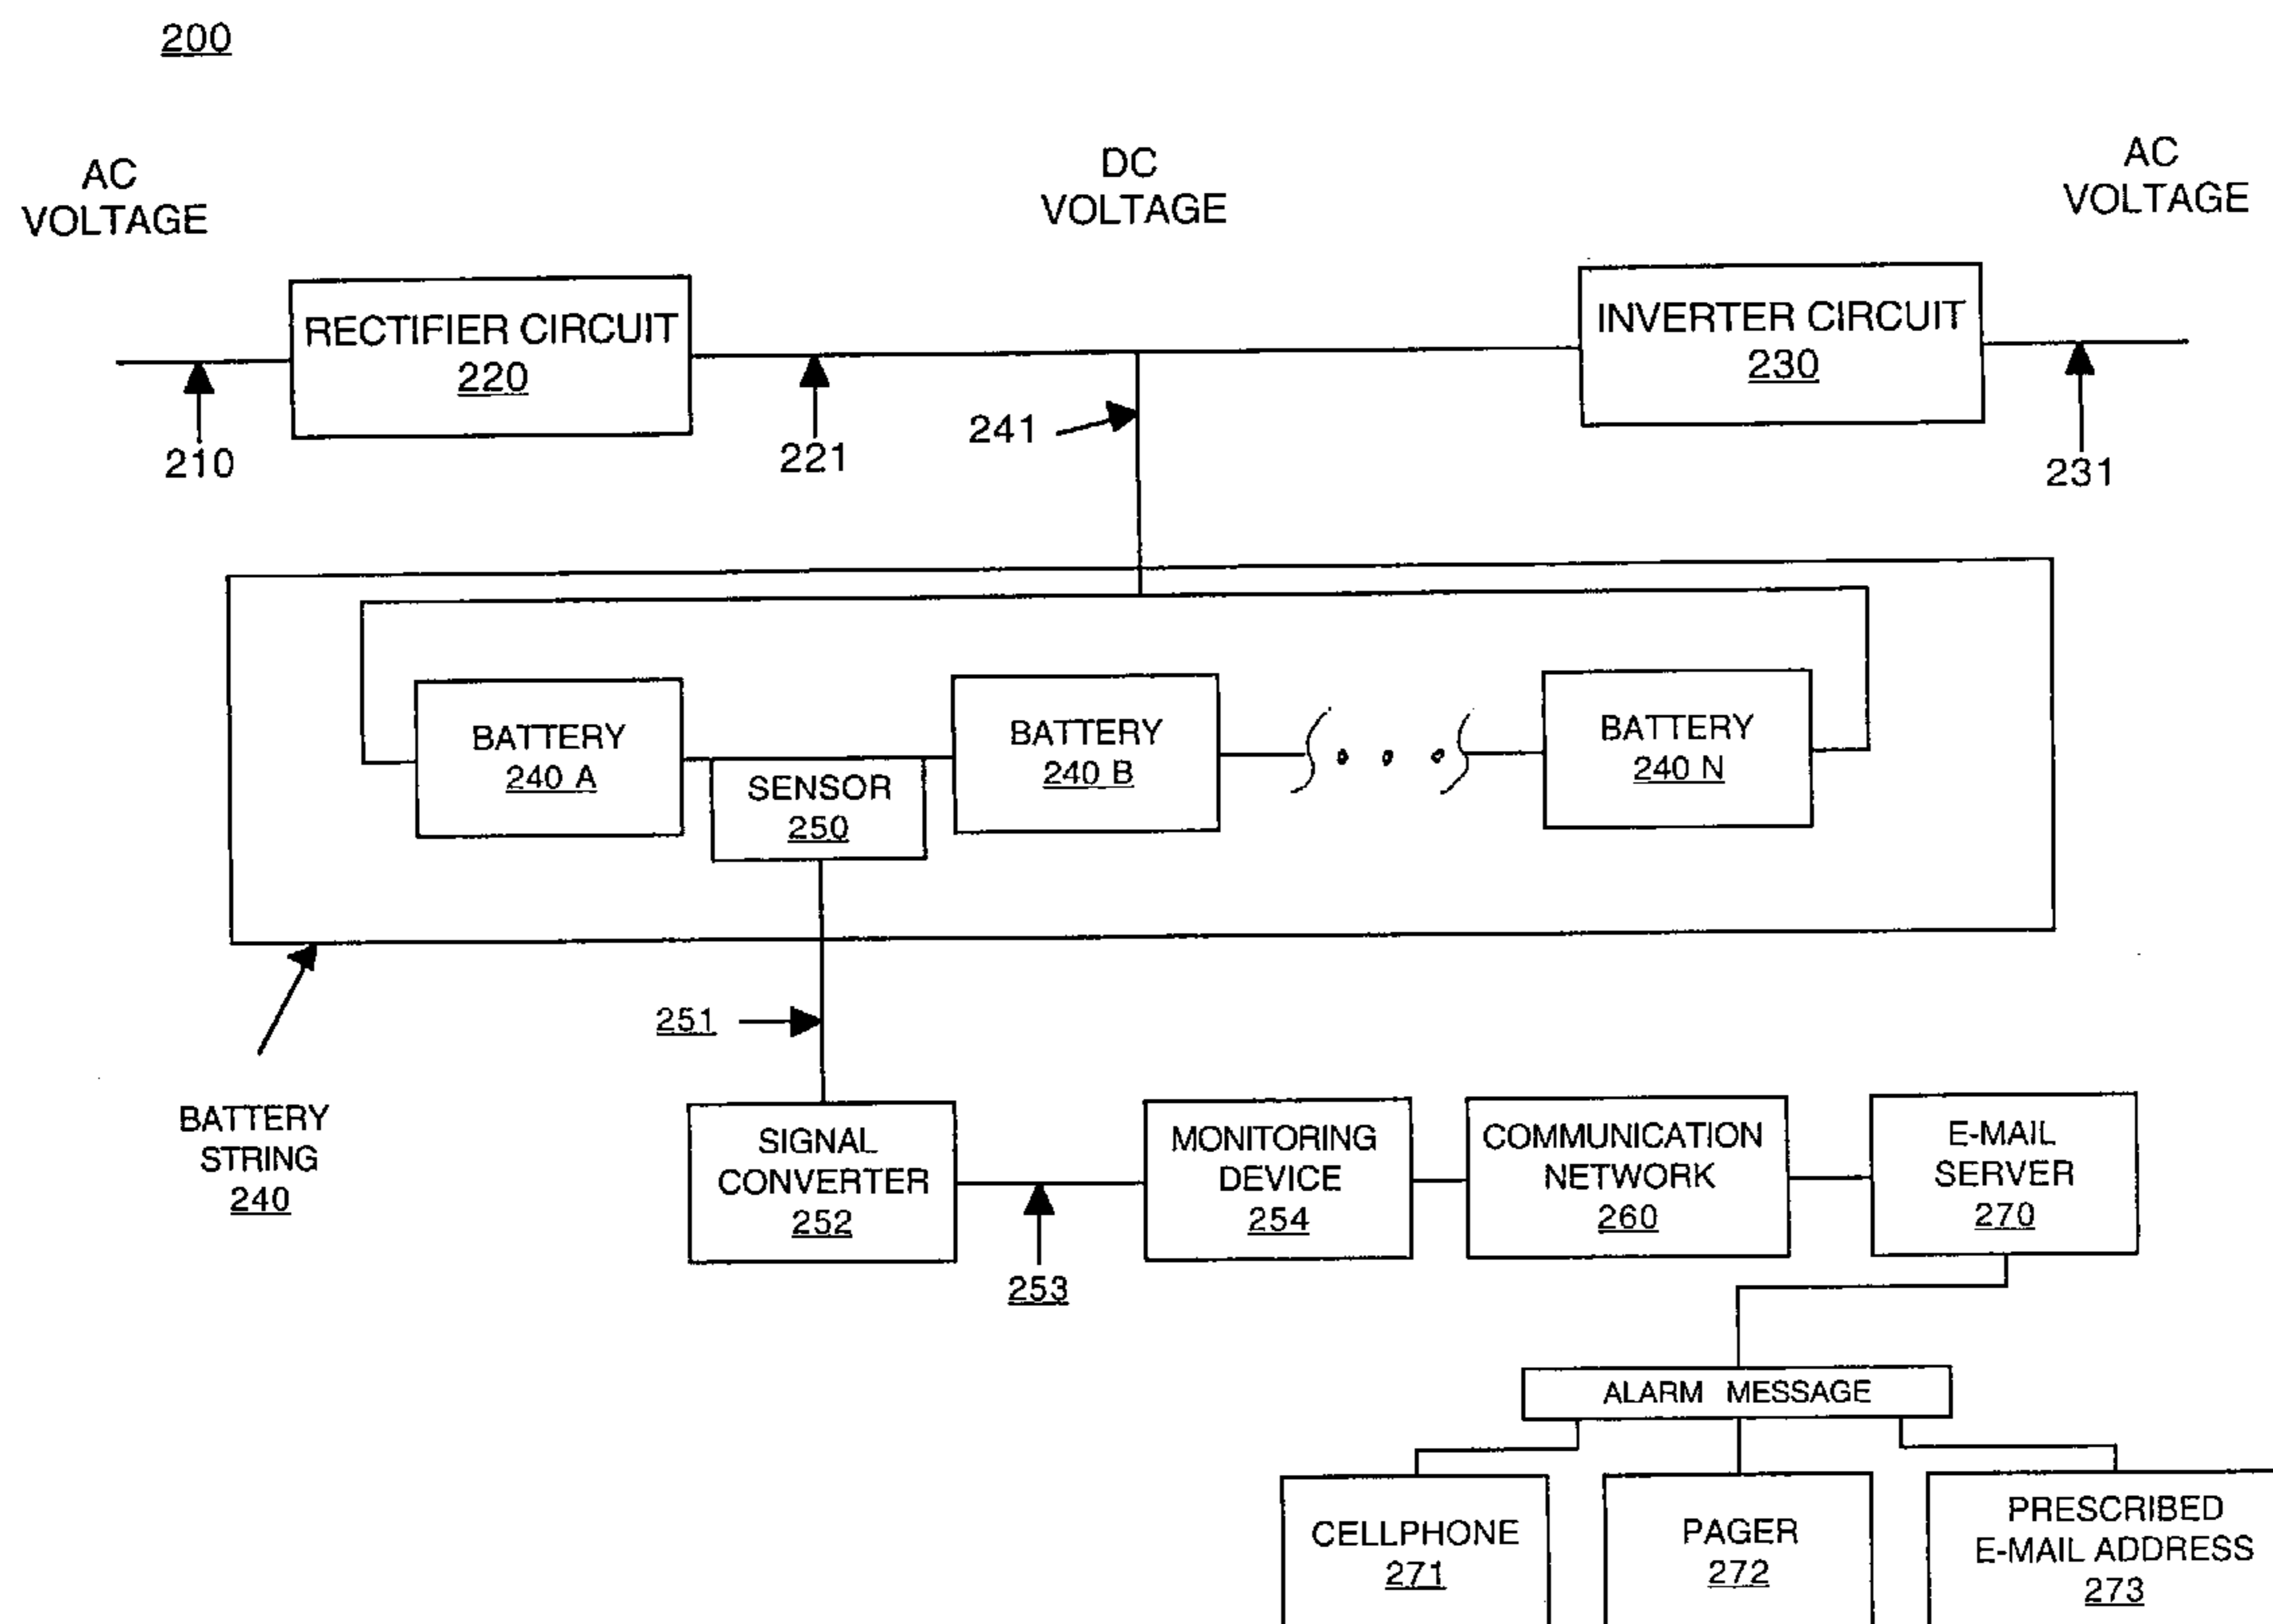 200
AC
VOLTAGE
DC
VOLTAGE
AC
VOLTAGE
RECTIFIER CIRCUIT
220
INVERTER CIRCUIT
230
210
221
241
231
BATTERY
240 A
SENSOR
250
BATTERY
240 B
BATTERY
240 N
251
BATTERY
STRING
240
SIGNAL
CONVERTER
252
253
MONITORING
DEVICE
254
COMMUNICATION
NETWORK
260
E-MAIL
SERVER
270
ALARM MESSAGE
CELLPHONE
271
PAGER
272
PRESCRIBED
E-MAIL ADDRESS
273